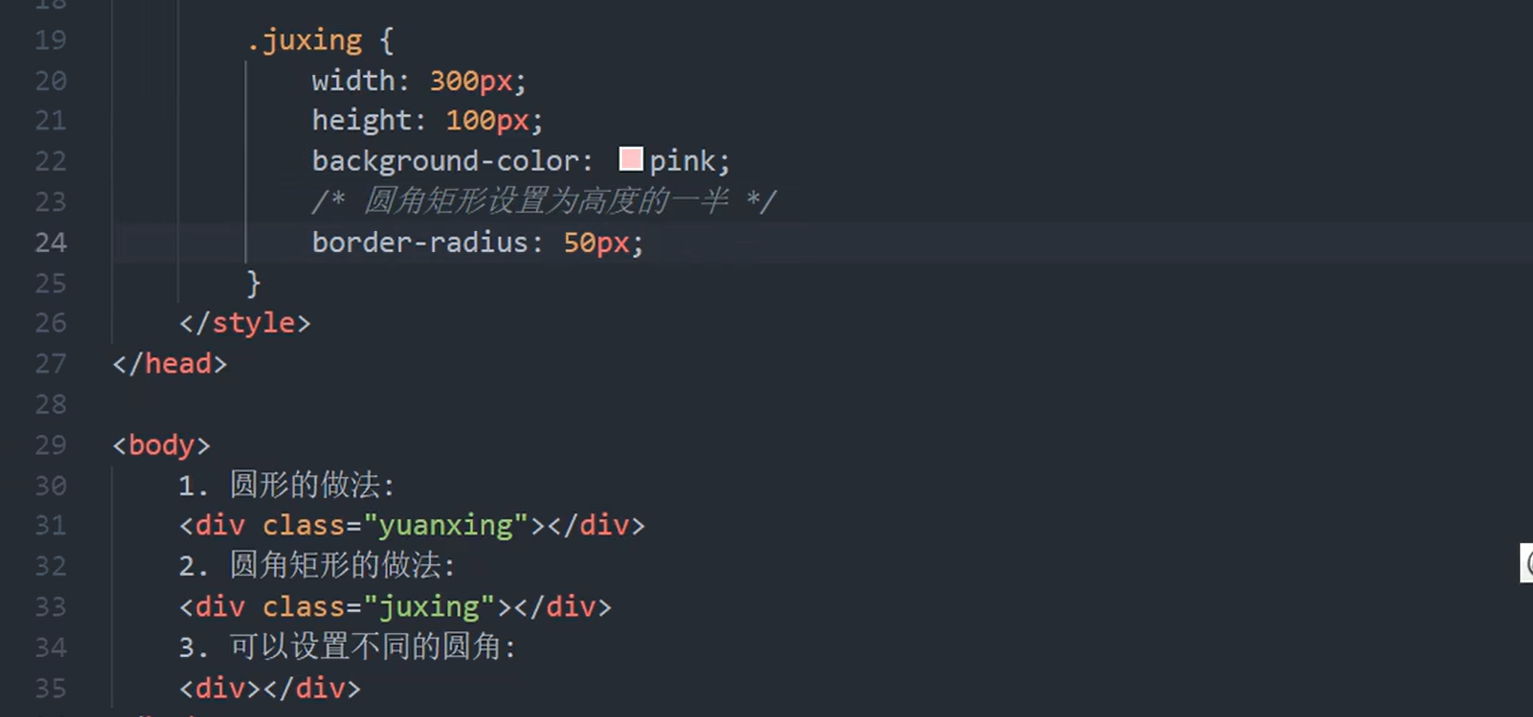 18
19 .juxing {
20 width: 300px;
21 height: 100px;
22 background-color: pink;
23 /* 圆角矩形设置为高度的一半 */
24 border-radius: 50px;
25 }
26 </style>
27 </head>
28
29 <body>
30 1. 圆形的做法:
31 <div class="yuanxing"></div>
32 2. 圆角矩形的做法:
33 <div class="juxing"></div>
34 3. 可以设置不同的圆角:
35 <div></div>